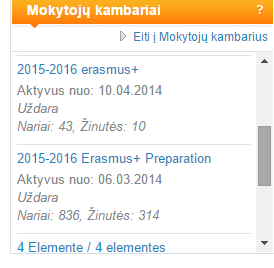 Mokytojų kambariai ?
Eiti į Mokytojų kambarius
2015-2016 erasmus+
Aktyvus nuo: 10.04.2014
Uždara
Nariai: 43, Žinutės: 10
2015-2016 Erasmus+ Preparation
Aktyvus nuo: 06.03.2014
Uždara
Nariai: 836, Žinutės: 314
4 Elemente / 4 elementes